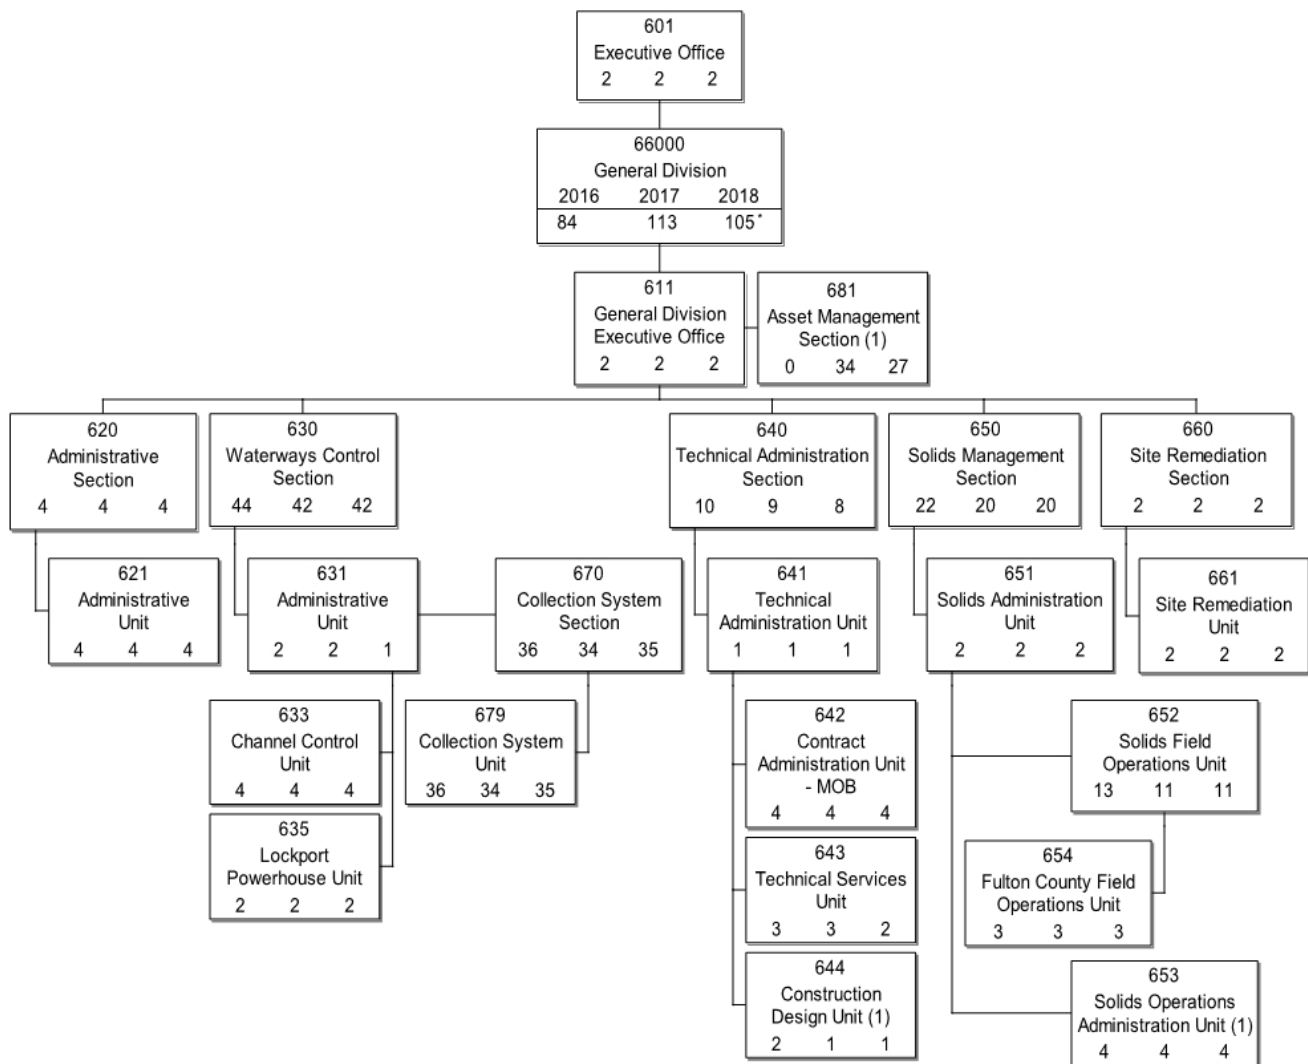 601
Executive Office
2 2 2
66000
General Division
2016 2017 2018
84 113 105*
611
General Division
Executive Office
2 2 2
681
Asset Management
Section (1)
0 34 27
620
Administrative
Section
4 4 4
630
Waterways Control
Section
44 42 42
640
Technical Administration
Section
10 9 8
650
Solids Management
Section
22 20 20
660
Site Remediation
Section
2 2 2
621
Administrative
Unit
4 4 4
631
Administrative
Unit
2 2 1
670
Collection System
Section
36 34 35
641
Technical
Administration Unit
1 1 1
651
Solids Administration
Unit
2 2 2
661
Site Remediation
Unit
2 2 2
633
Channel Control
Unit
4 4 4
679
Collection System
Unit
36 34 35
642
Contract
Administration Unit
- MOB
4 4 4
652
Solids Field
Operations Unit
13 11 11
635
Lockport
Powerhouse Unit
2 2 2
643
Technical Services
Unit
3 3 2
654
Fulton County Field
Operations Unit
3 3 3
644
Construction
Design Unit (1)
2 1 1
653
Solids Operations
Administration Unit (1)
4 4 4